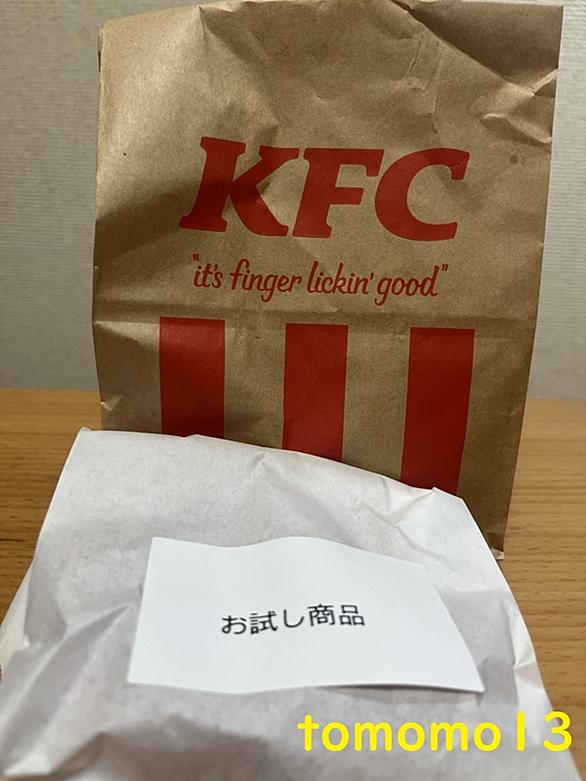 KFC
"it's finger lickin' good"
お試し商品
tomomo13